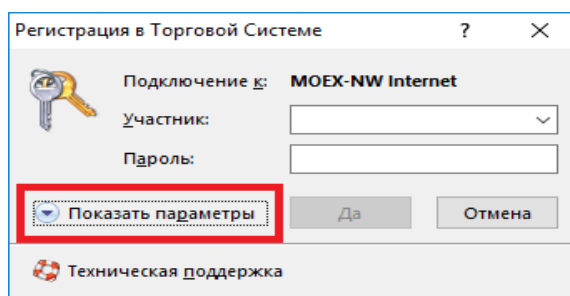 Регистрация в Торговой Системе ?
Подключение к: MOEX-NW Internet
Участник:
Пароль:
Показать параметры Да Отмена
Техническая поддержка